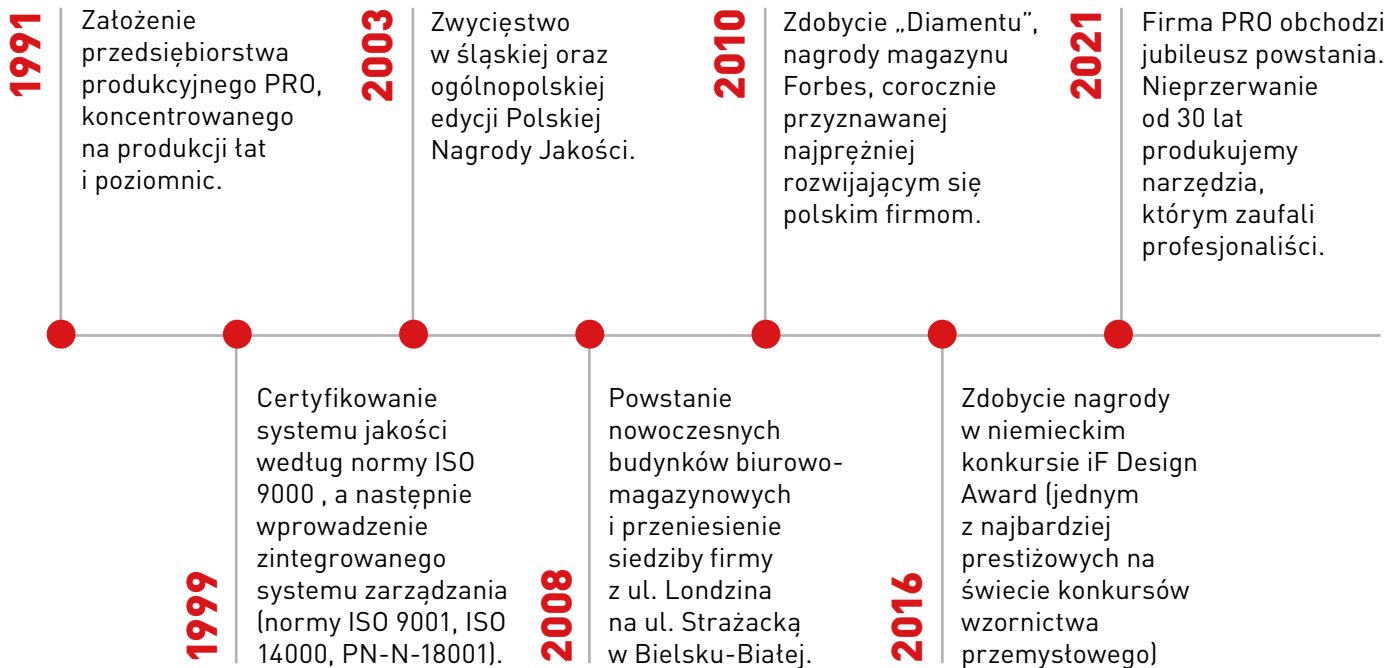 1991
Założenie
przedsiębiorstwa
produkcyjnego PRO,
koncentrowanego
na produkcji łat
i poziomnic.
1999
Certyfikowanie
systemu jakości
według normy ISO
9000 , a następnie
wprowadzenie
zintegrowanego
systemu zarządzania
(normy ISO 9001, ISO
14000, PN-N-18001).
2003
Zwycięstwo
w śląskiej oraz
ogólnopolskiej
edycji Polskiej
Nagrody Jakości.
2008
Powstanie
nowoczesnych
budynków biurowo-
magazynowych
i przeniesienie
siedziby firmy
z ul. Londzina
na ul. Strażacką
w Bielsku-Białej.
2010
Zdobycie „Diamentu”,
nagrody magazynu
Forbes, corocznie
przyznawanej
najprężniej
rozwijającym się
polskim firmom.
2016
Zdobycie nagrody
w niemieckim
konkursie iF Design
Award (jednym
z najbardziej
prestiżowych na
świecie konkursów
wzornictwa
przemysłowego)
2021
Firma PRO obchodzi
jubileusz powstania.
Nieprzerwanie
od 30 lat
produkujemy
narzędzia,
którym zaufali
profesjonaliści.